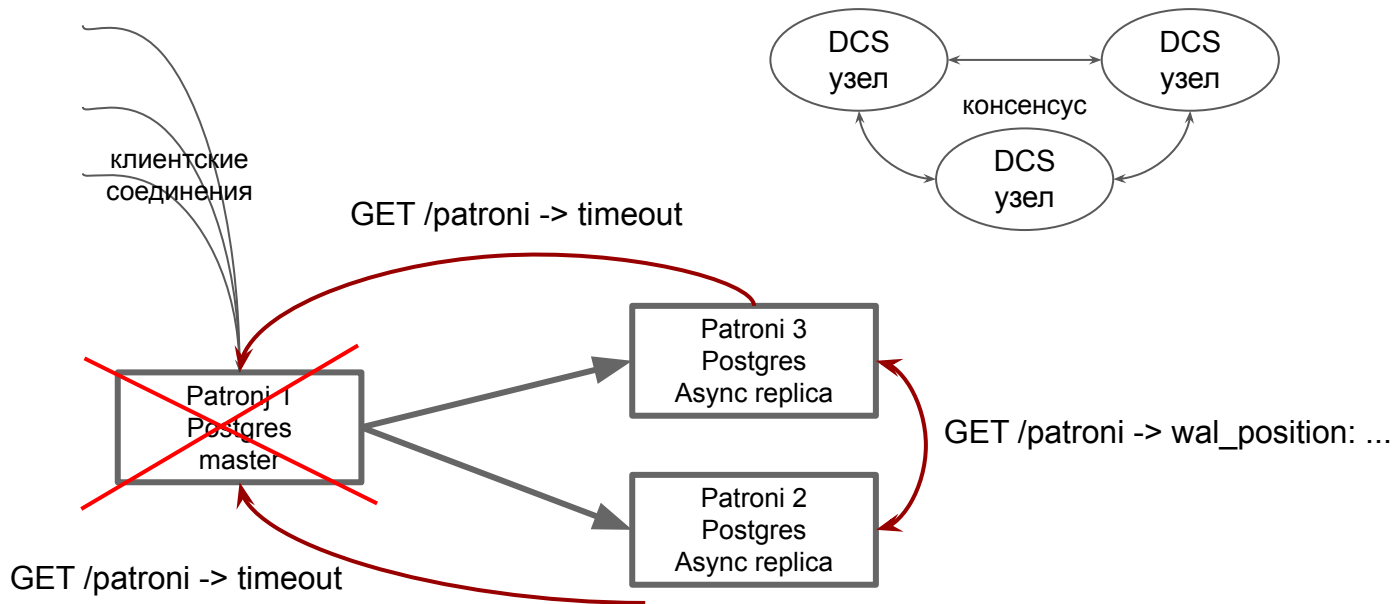 DCS
узел
DCS
узел
консенсус
DCS
узел
клиентские
соединения
GET /patroni -> timeout
Patroni 3
Postgres
Async replica
Patroni 1
Postgres
master
GET /patroni -> wal_position: ...
Patroni 2
Postgres
Async replica
GET /patroni -> timeout